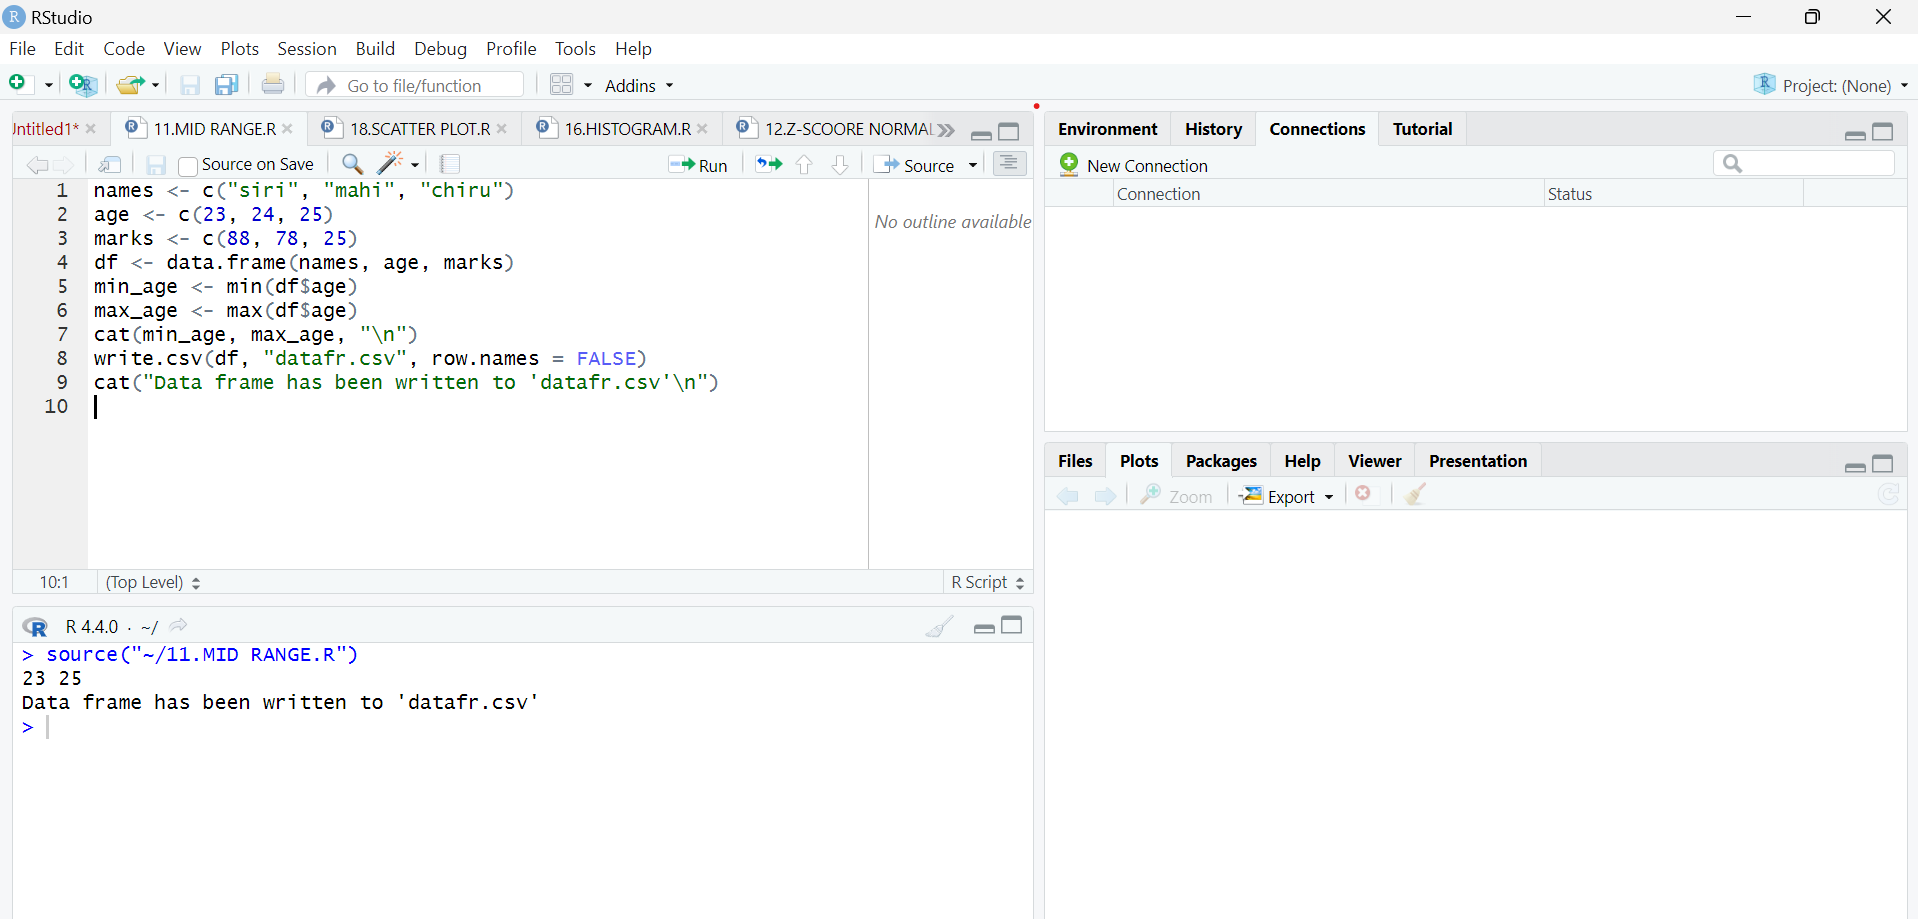 RStudio
File Edit Code View Plots Session Build Debug Profile Tools Help
Go to file/function Addins Project: (None)
Intitled1* 11.MID RANGE.R 18.SCATTER PLOT.R 16.HISTOGRAM.R 12.Z-SCOORE NORMAL
Source on Save Run Source
1 names <- c("siri", "mahi", "chiru")
2 age <- c(23, 24, 25)
3 marks <- c(88, 78, 25)
4 df <- data.frame(names, age, marks)
5 min_age <- min(df$age)
6 max_age <- max(df$age)
7 cat(min_age, max_age, "\n")
8 write.csv(df, "datafr.csv", row.names = FALSE)
9 cat("Data frame has been written to 'datafr.csv'\n")
10
No outline available
10:1 (Top Level) R Script
R 4.4.0 · ~/
> source("~/11.MID RANGE.R")
23 25
Data frame has been written to 'datafr.csv'
>
Environment History Connections Tutorial
New Connection
Connection Status
Files Plots Packages Help Viewer Presentation
Zoom Export